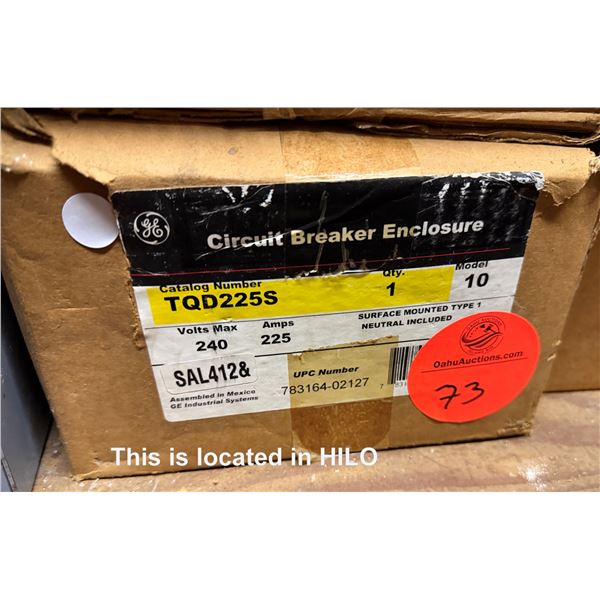 GE
Circuit Breaker Enclosure
Catalog Number Qty. Model
TQD225S 1 10
Volts Max Amps SURFACE MOUNTED TYPE 1
240 225 NEUTRAL INCLUDED
SAL412&
UPC Number
783164-02127
Assembled in Mexico
GE Industrial Systems
OahuAuctions.com
73
This is located in HILO